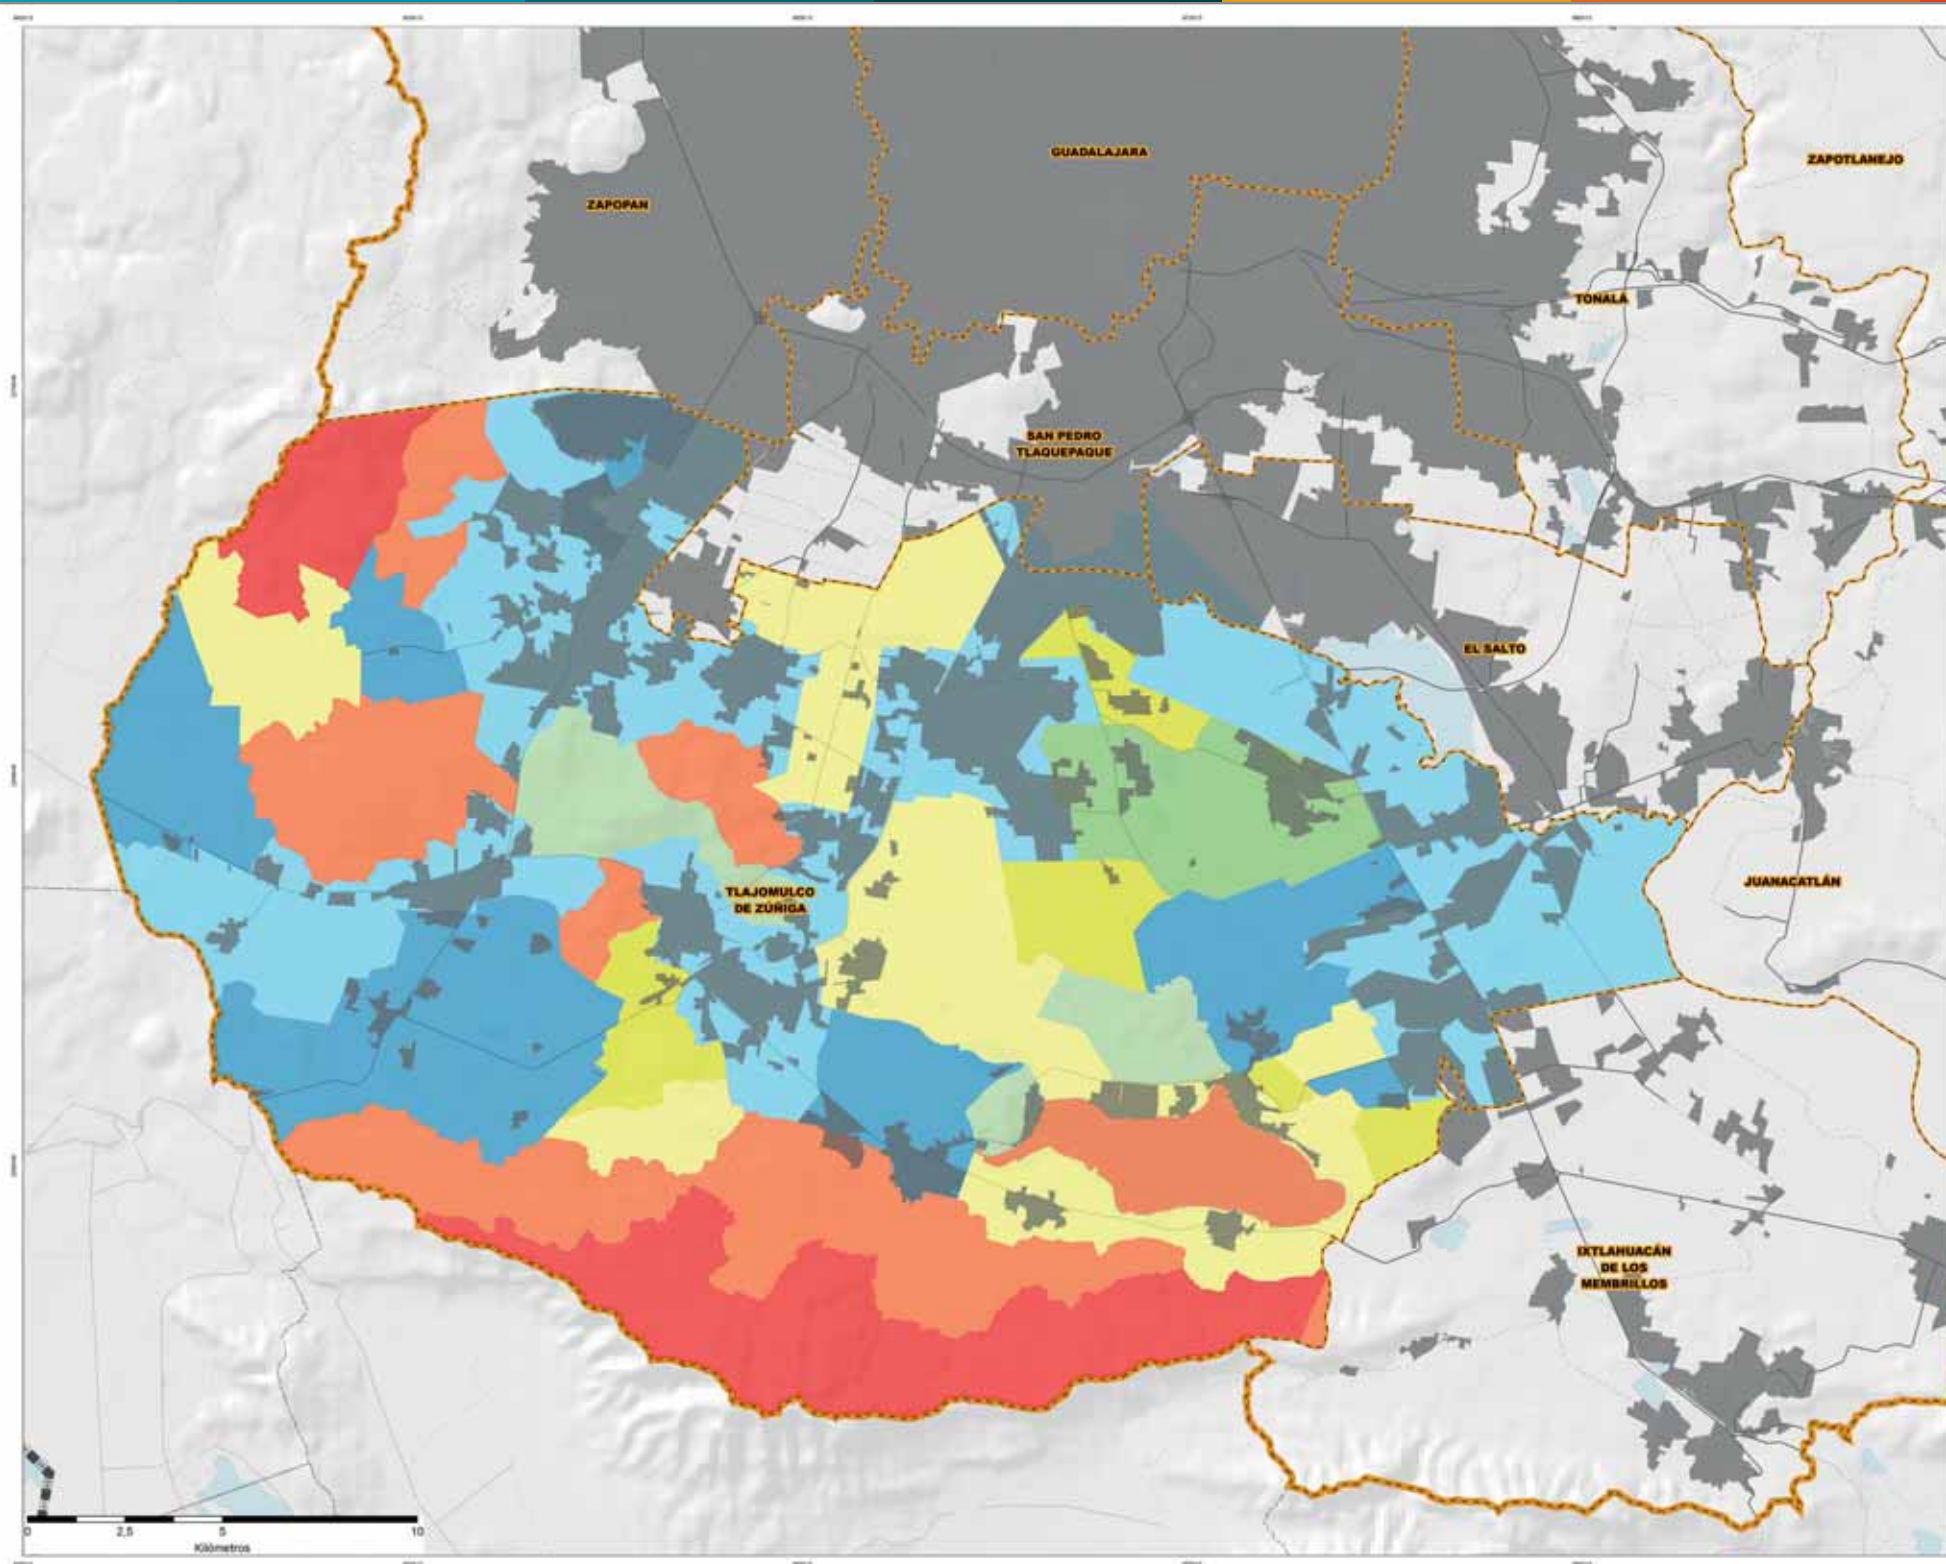 GUADALAJARA
ZAPOTLANEJO
ZAPOPAN
TONALÁ
SAN PEDRO
TLAQUEPAQUE
EL SALTO
TLAJOMULCO
DE ZÚÑIGA
JUANACATLÁN
IXTLAHUACÁN
DE LOS
MEMBRILLOS
0 2,5 5 10
Kilómetros